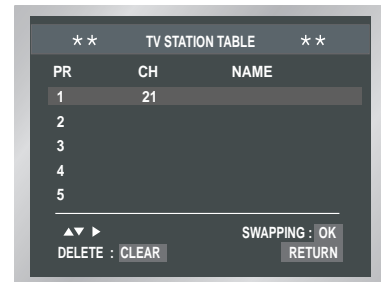 ** TV STATION TABLE **
PR CH NAME
1 21
2
3
4
5
▲▼ ▶ SWAPPING : OK
DELETE : CLEAR RETURN